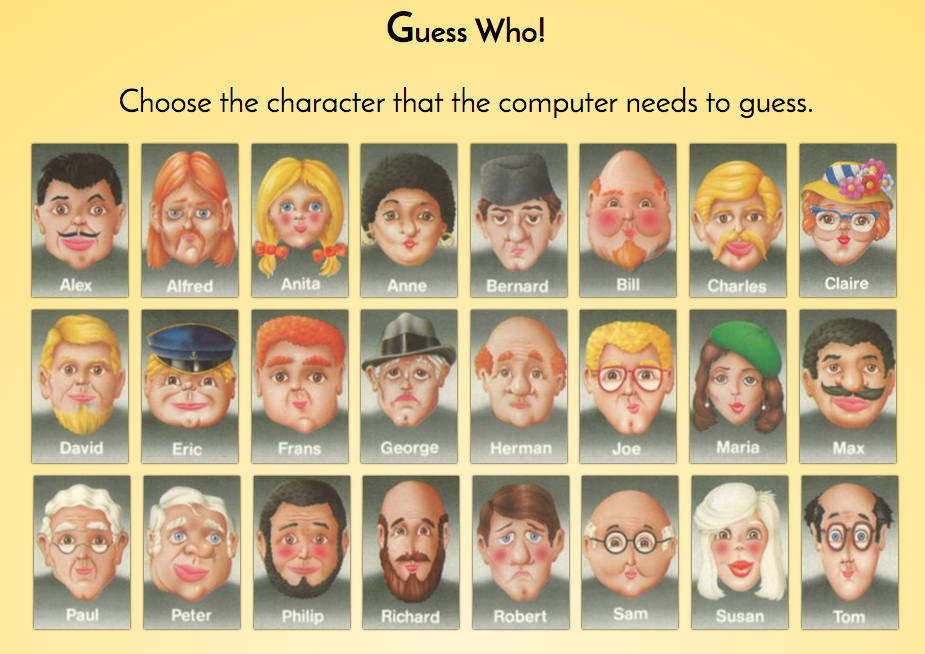 Guess Who!
Choose the character that the computer needs to guess.
Alex Alfred Anita Anne Bernard Bill Charles Claire
David Eric Frans George Herman Joe Maria Max
Paul Peter Philip Richard Robert Sam Susan Tom